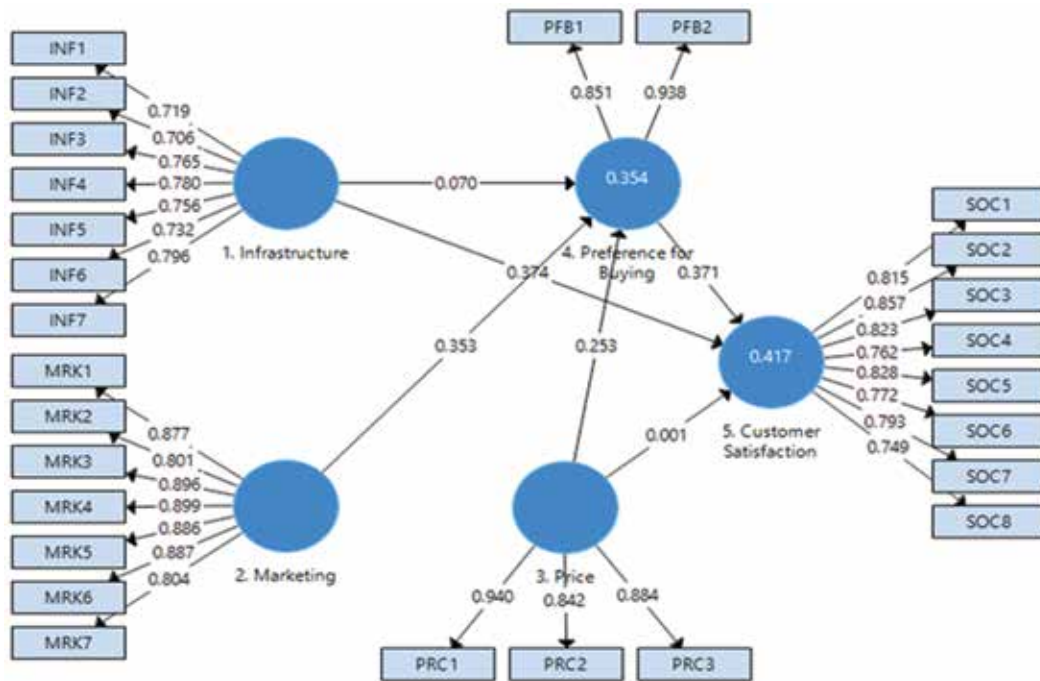 PFB1
PFB2
INF1
INF2
INF3
INF4
INF5
INF6
INF7
0.719
0.706
0.765
0.780
0.756
0.732
0.796
1. Infrastructure
0.851
0.938
0.354
4. Preference for
Buying
0.070
0.374
0.371
0.353
0.253
0.001
MRK1
MRK2
MRK3
MRK4
MRK5
MRK6
MRK7
0.877
0.801
0.896
0.899
0.886
0.887
0.804
2. Marketing
3. Price
0.940
0.842
0.884
PRC1
PRC2
PRC3
0.417
5. Customer
Satisfaction
0.815
0.857
0.823
0.762
0.828
0.772
0.793
0.749
SOC1
SOC2
SOC3
SOC4
SOC5
SOC6
SOC7
SOC8